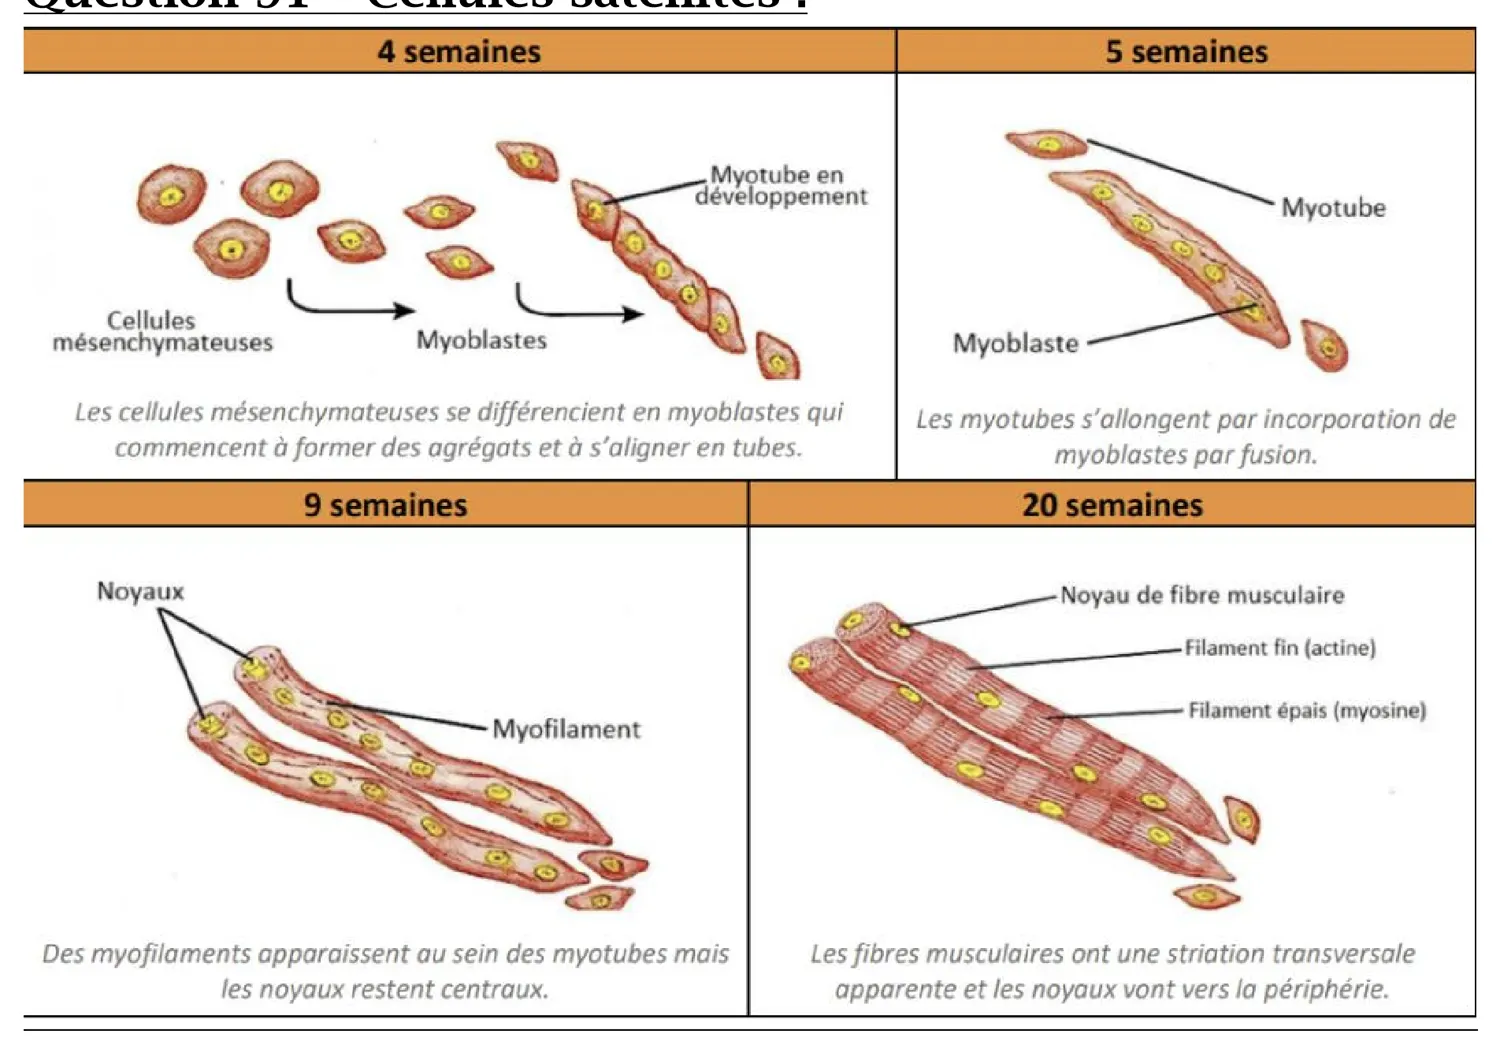 4 semaines
5 semaines
Myotube en
développement
Myotube
Cellules
mésenchymateuses
Myoblastes
Myoblaste
Les cellules mésenchymateuses se différencient en myoblastes qui
commencent à former des agrégats et à s'aligner en tubes.
Les myotubes s'allongent par incorporation de
myoblastes par fusion.
9 semaines
20 semaines
Noyaux
Myofilament
Noyau de fibre musculaire
Filament fin (actine)
Filament épais (myosine)
Des myofilaments apparaissent au sein des myotubes mais
les noyaux restent centraux.
Les fibres musculaires ont une striation transversale
apparente et les noyaux vont vers la périphérie.